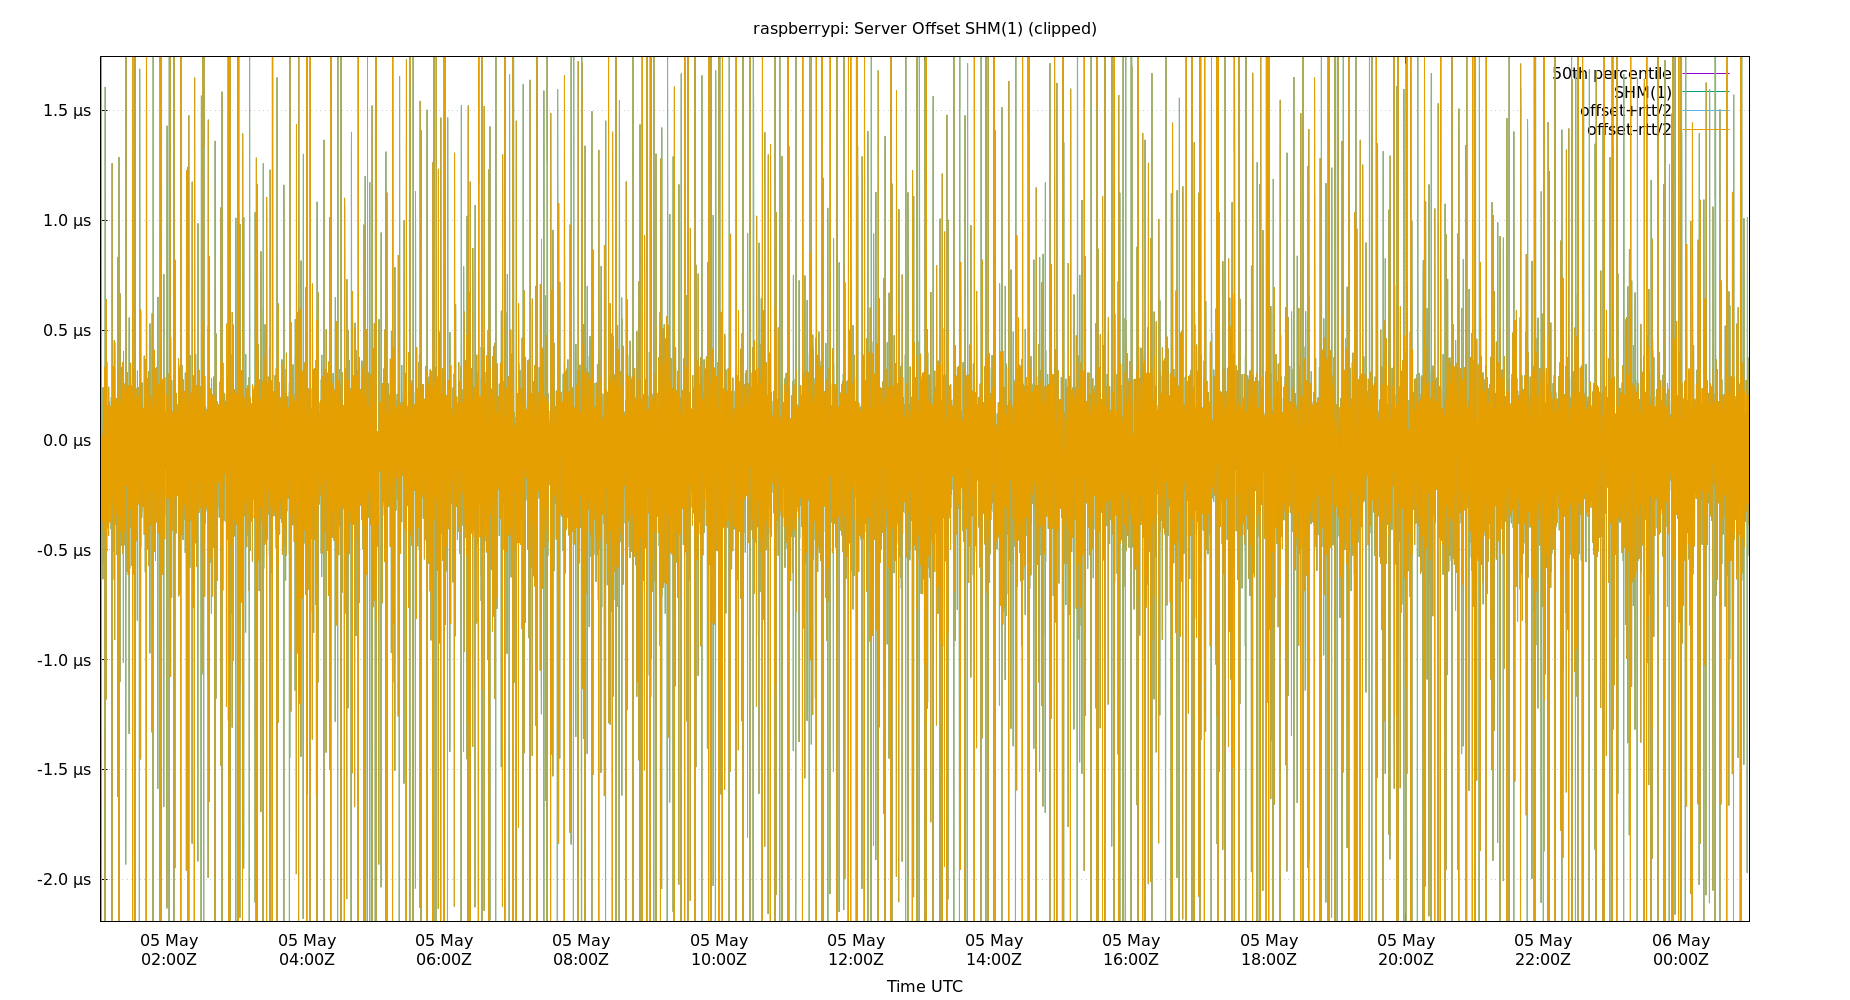 raspberrypi: Server Offset SHM(1) (clipped)
50th percentile
SHM(1)
offset+rtt/2
offset-rtt/2
1.5 µs
1.0 µs
0.5 µs
0.0 µs
-0.5 µs
-1.0 µs
-1.5 µs
-2.0 µs
05 May 05 May 05 May 05 May 05 May 05 May 05 May 05 May 05 May 05 May 05 May 06 May
02:00Z 04:00Z 06:00Z 08:00Z 10:00Z 12:00Z 14:00Z 16:00Z 18:00Z 20:00Z 22:00Z 00:00Z
Time UTC